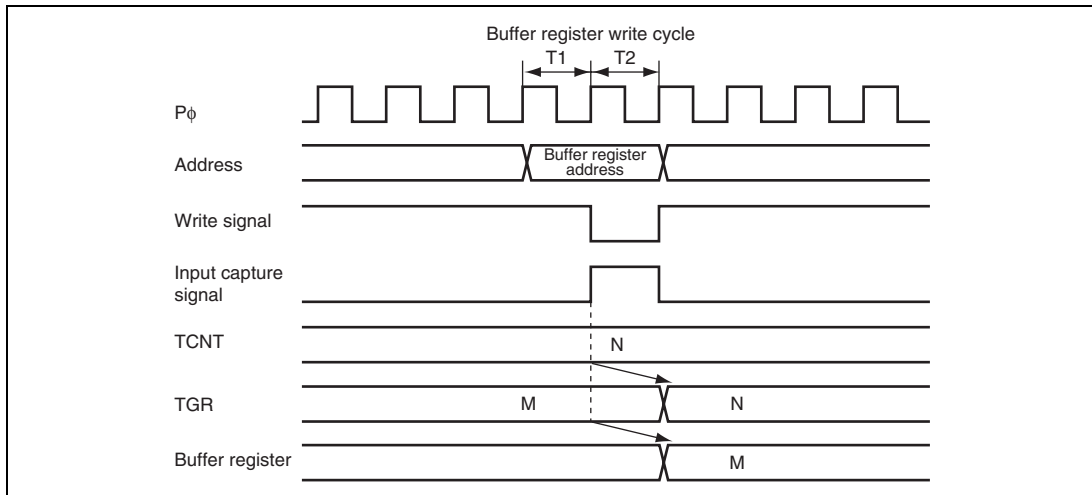 Buffer register write cycle
T1 T2
Pϕ
Address
Buffer register
address
Write signal
Input capture
signal
TCNT
N
TGR
M N
Buffer register
M